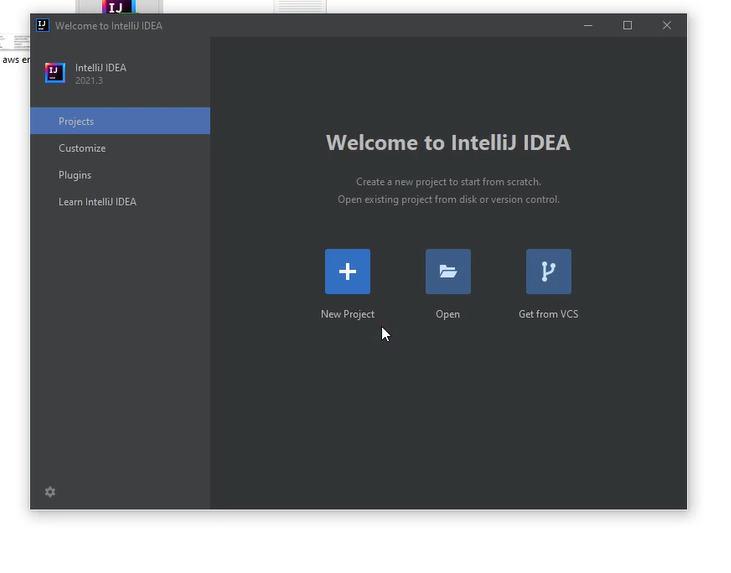 IJ
Welcome to IntelliJ IDEA
aws
IJ
IntelliJ IDEA
2021.3
Projects
Customize
Plugins
Learn IntelliJ IDEA
Welcome to IntelliJ IDEA
Create a new project to start from scratch.
Open existing project from disk or version control.
New Project
Open
Get from VCS